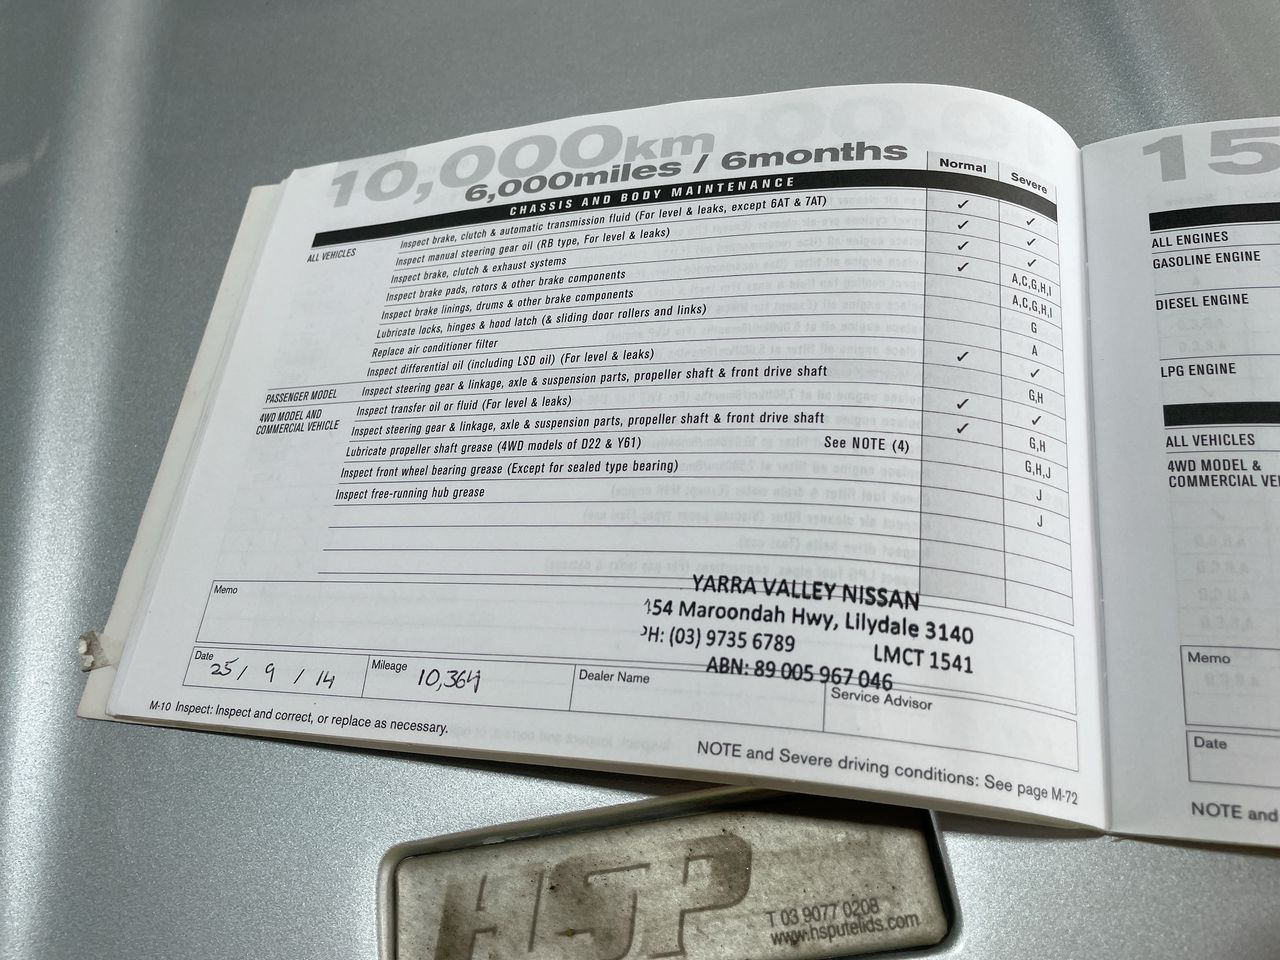 10,000km
6,000miles / 6months
Normal
Severe
CHASSIS AND BODY MAINTENANCE
ALL VEHICLES
Inspect brake, clutch & automatic transmission fluid (For level & leaks, except 6AT & 7AT) ✓ ✓
Inspect manual steering gear oil (RB type, For level & leaks) ✓ ✓
Inspect brake, clutch & exhaust systems ✓ ✓
Inspect brake pads, rotors & other brake components ✓ A,C,G,H,I
Inspect brake linings, drums & other brake components A,C,G,H,I
Lubricate locks, hinges & hood latch (& sliding door rollers and links) G
Replace air conditioner filter A
Inspect differential oil (including LSD oil) (For level & leaks) ✓ ✓
PASSENGER MODEL Inspect steering gear & linkage, axle & suspension parts, propeller shaft & front drive shaft G,H
4WD MODEL AND
COMMERCIAL VEHICLE
Inspect transfer oil or fluid (For level & leaks) ✓ ✓
Inspect steering gear & linkage, axle & suspension parts, propeller shaft & front drive shaft ✓ G,H
Lubricate propeller shaft grease (4WD models of D22 & Y61) See NOTE (4) G,H,J
Inspect front wheel bearing grease (Except for sealed type bearing) J
Inspect free-running hub grease J
Memo
YARRA VALLEY NISSAN
154 Maroondah Hwy, Lilydale 3140
PH: (03) 9735 6789 LMCT 1541
ABN: 89 005 967 046
Date 25/9/14
Mileage 10,364
Dealer Name
Service Advisor
M-10 Inspect: Inspect and correct, or replace as necessary.
NOTE and Severe driving conditions: See page M-72
15
ALL ENGINES
GASOLINE ENGINE
DIESEL ENGINE
LPG ENGINE
ALL VEHICLES
4WD MODEL &
COMMERCIAL VEH
Memo
Date
NOTE and
HSP
T 03 9077 0208
www.hsputelids.com